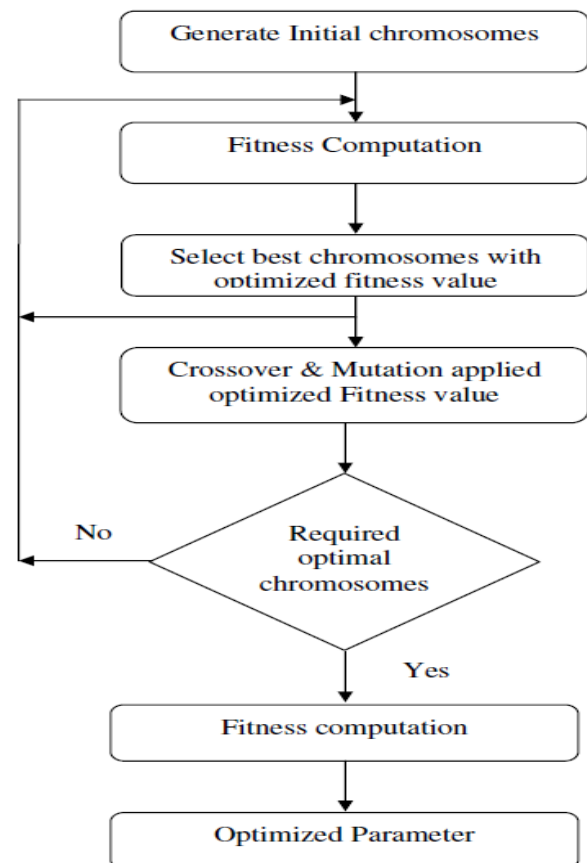 Generate Initial chromosomes
Fitness Computation
Select best chromosomes with
optimized fitness value
Crossover & Mutation applied
optimized Fitness value
No
Required
optimal
chromosomes
Yes
Fitness computation
Optimized Parameter